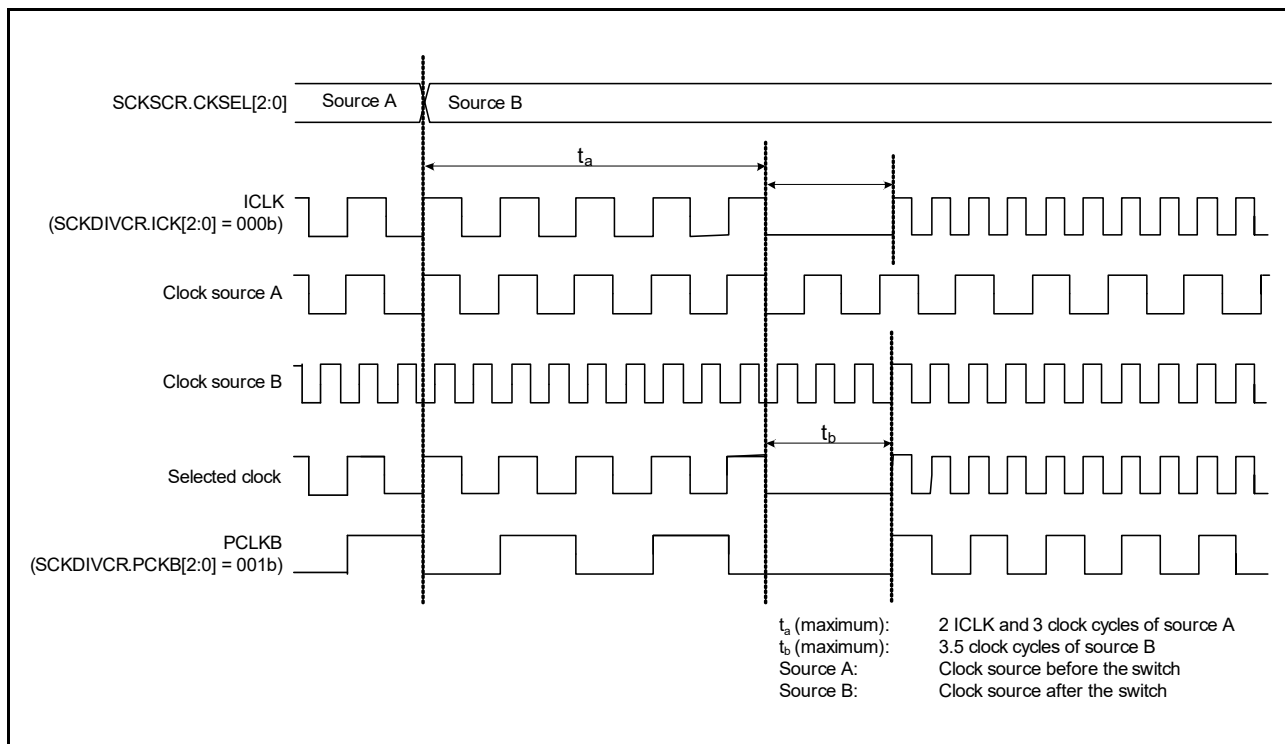 SCKSCR.CKSEL[2:0]
Source A
Source B
ta
ICLK
(SCKDIVCR.ICK[2:0] = 000b)
Clock source A
Clock source B
tb
Selected clock
PCLKB
(SCKDIVCR.PCKB[2:0] = 001b)
ta (maximum): 2 ICLK and 3 clock cycles of source A
tb (maximum): 3.5 clock cycles of source B
Source A: Clock source before the switch
Source B: Clock source after the switch